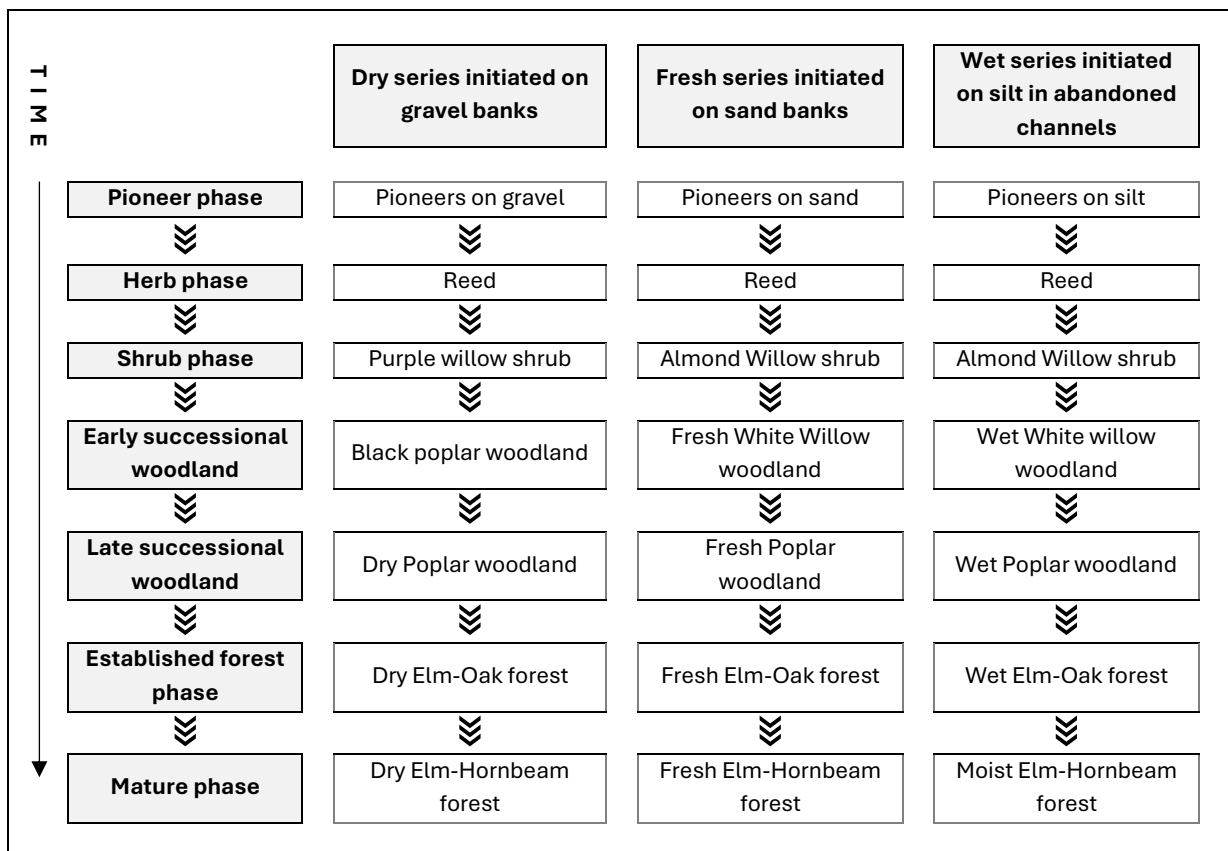 TIME
Dry series initiated on
gravel banks
Fresh series initiated
on sand banks
Wet series initiated
on silt in abandoned
channels
Pioneer phase
Pioneers on gravel
Pioneers on sand
Pioneers on silt
Herb phase
Reed
Reed
Reed
Shrub phase
Purple willow shrub
Almond Willow shrub
Almond Willow shrub
Early successional
woodland
Black poplar woodland
Fresh White Willow
woodland
Wet White willow
woodland
Late successional
woodland
Dry Poplar woodland
Fresh Poplar
woodland
Wet Poplar woodland
Established forest
phase
Dry Elm-Oak forest
Fresh Elm-Oak forest
Wet Elm-Oak forest
Mature phase
Dry Elm-Hornbeam
forest
Fresh Elm-Hornbeam
forest
Moist Elm-Hornbeam
forest